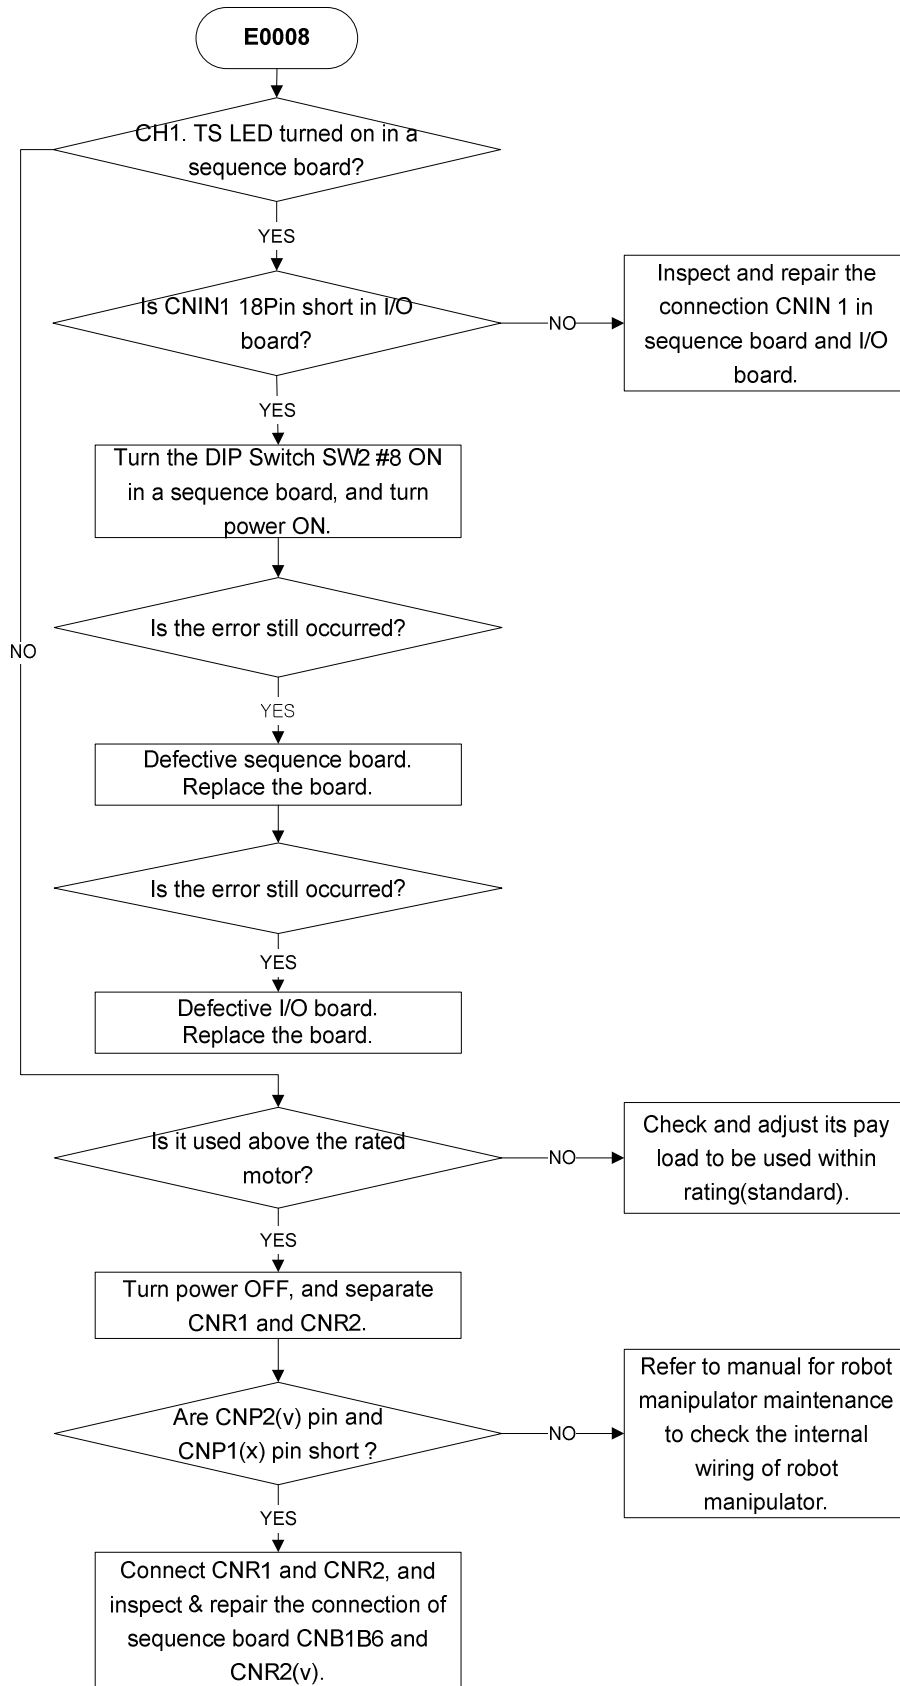 E0008
CH1. TS LED turned on in a
sequence board?
YES
Is CNIN1 18Pin short in I/O
board?
NO
Inspect and repair the
connection CNIN 1 in
sequence board and I/O
board.
YES
Turn the DIP Switch SW2 #8 ON
in a sequence board, and turn
power ON.
Is the error still occurred?
NO
YES
Defective sequence board.
Replace the board.
Is the error still occurred?
YES
Defective I/O board.
Replace the board.
Is it used above the rated
motor?
NO
Check and adjust its pay
load to be used within
rating(standard).
YES
Turn power OFF, and separate
CNR1 and CNR2.
Are CNP2(v) pin and
CNP1(x) pin short ?
NO
Refer to manual for robot
manipulator maintenance
to check the internal
wiring of robot
manipulator.
YES
Connect CNR1 and CNR2, and
inspect & repair the connection of
sequence board CNB1B6 and
CNR2(v).